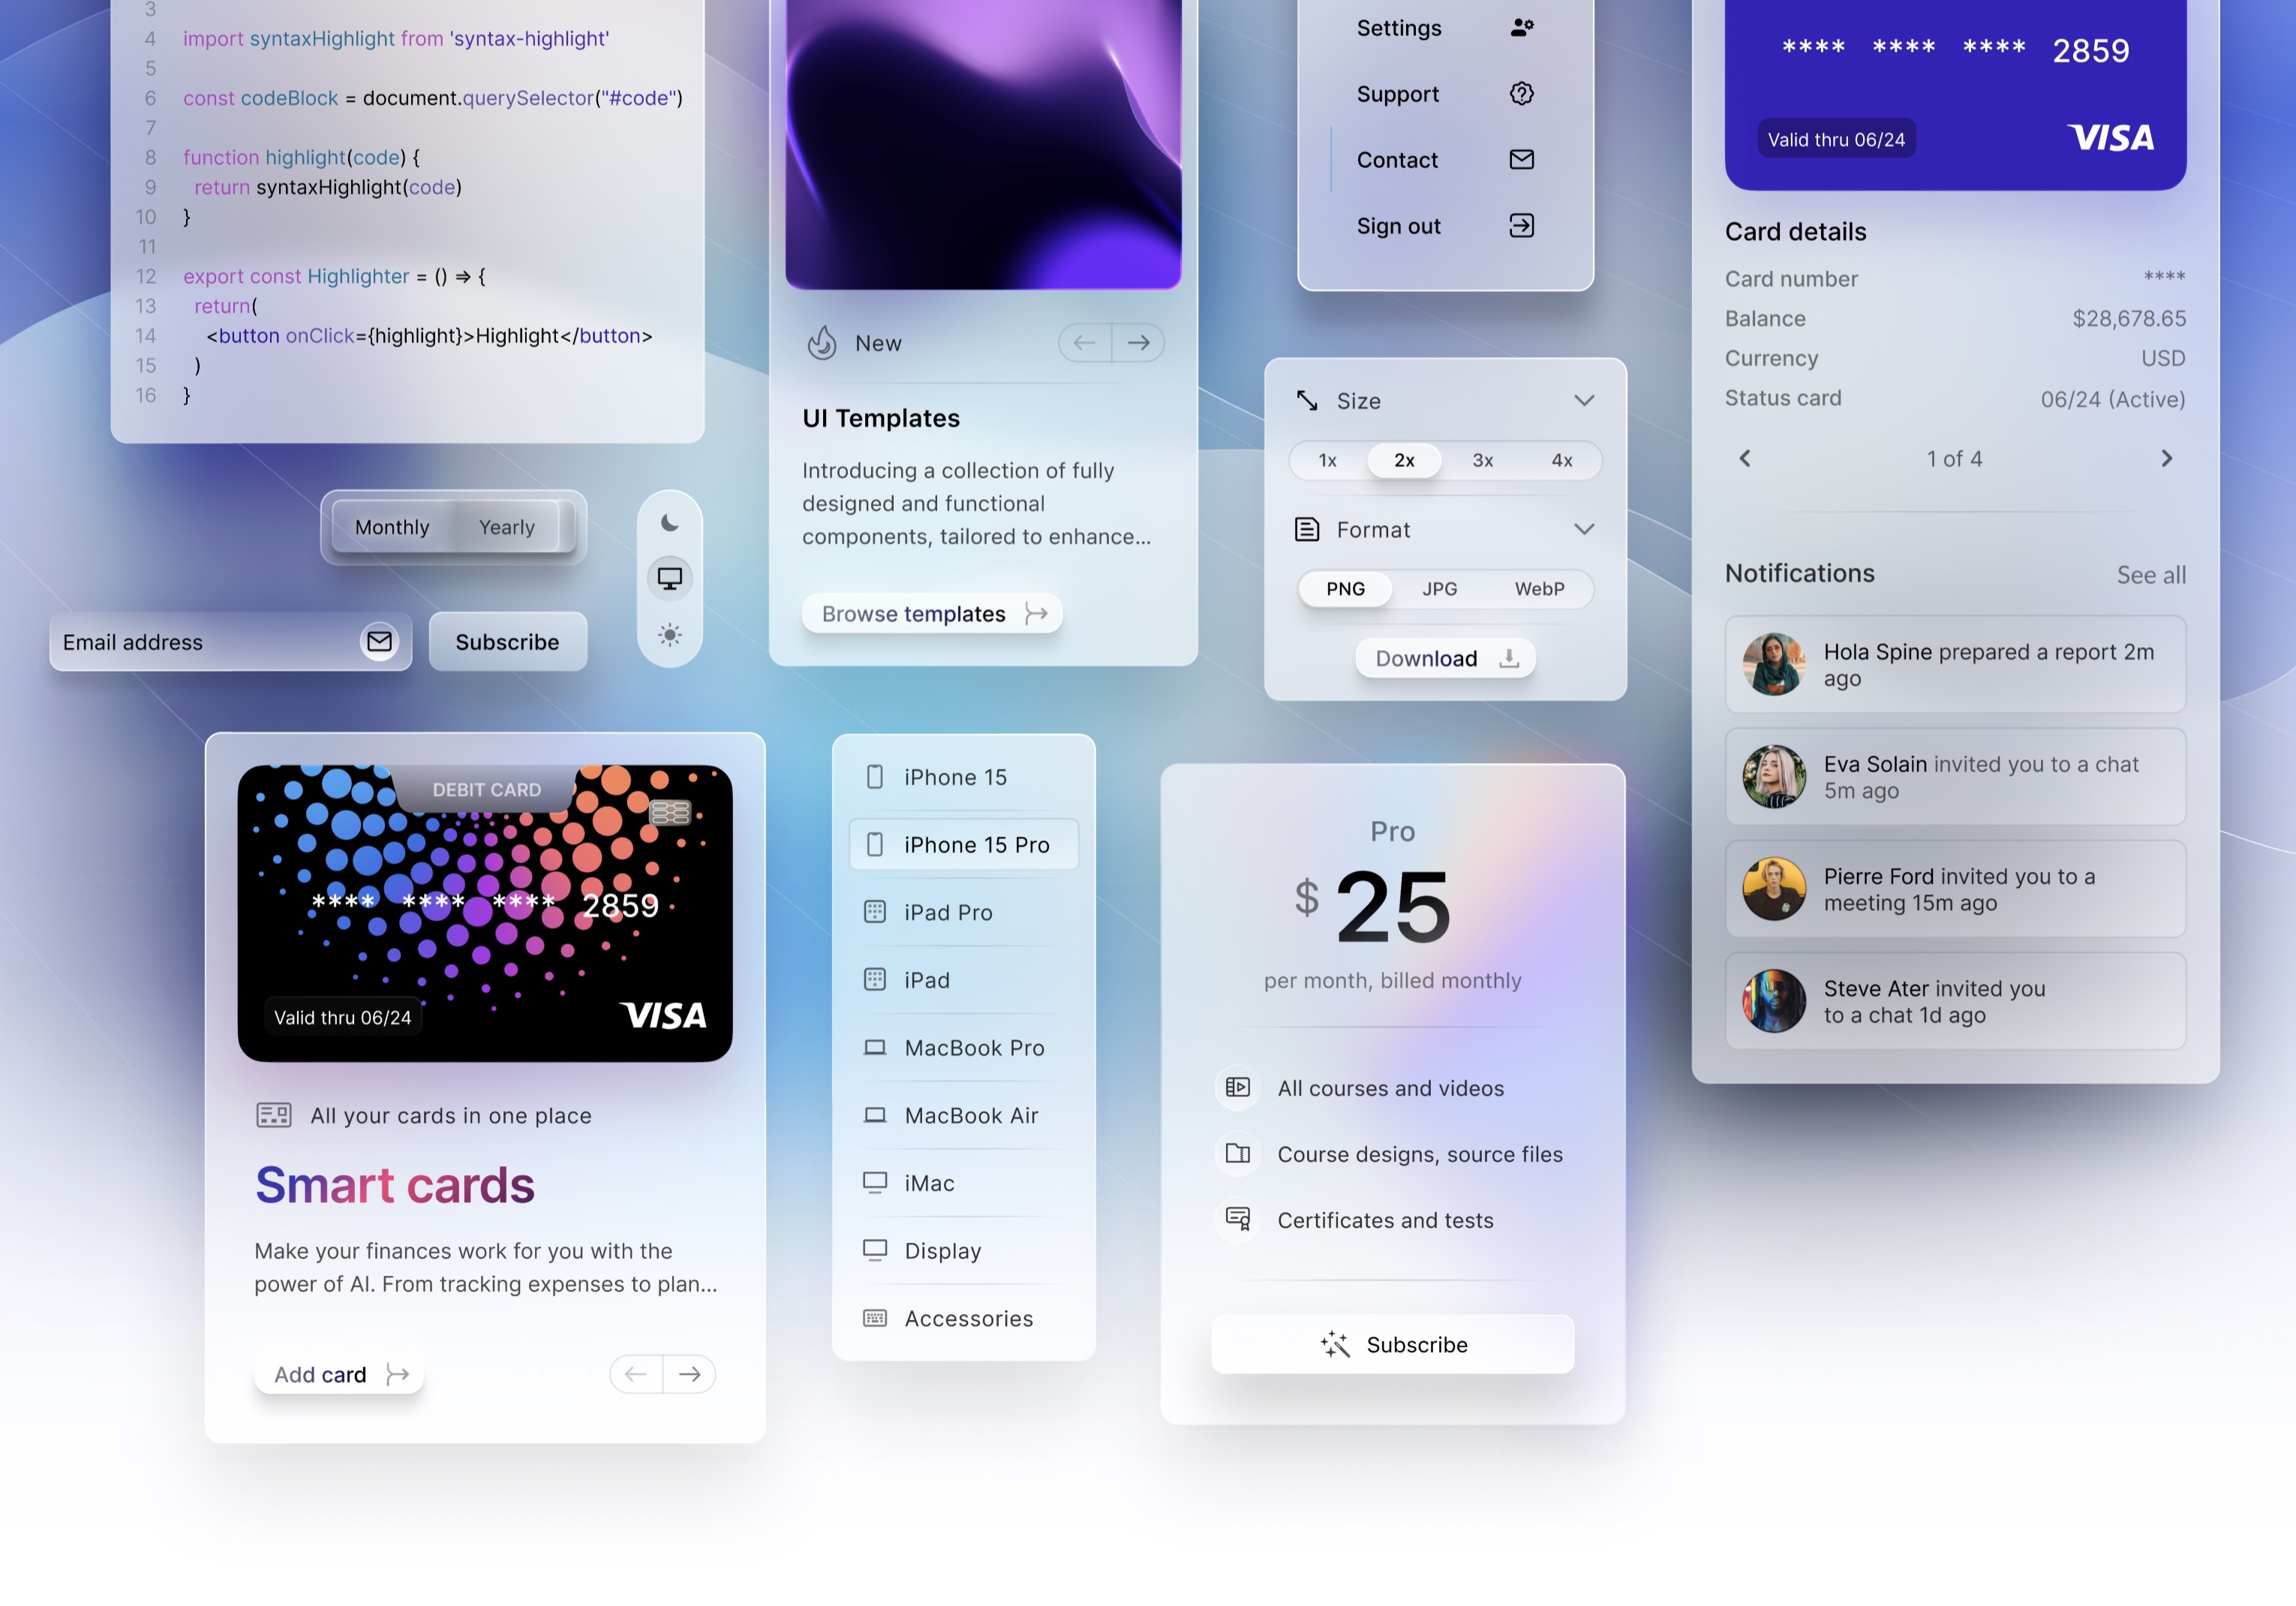 3
4 import syntaxHighlight from 'syntax-highlight'
5
6 const codeBlock = document.querySelector("#code")
7
8 function highlight(code) {
9 return syntaxHighlight(code)
10 }
11
12 export const Highlighter = () => {
13 return(
14 <button onClick={highlight}>Highlight</button>
15 )
16 }
Monthly Yearly
Email address
Subscribe
New
UI Templates
Introducing a collection of fully
designed and functional
components, tailored to enhance...
Browse templates
Settings
Support
Contact
Sign out
Size
1x 2x 3x 4x
Format
PNG JPG WebP
Download
**** **** **** 2859
Valid thru 06/24
VISA
Card details
Card number ****
Balance $28,678.65
Currency USD
Status card 06/24 (Active)
1 of 4
Notifications See all
Hola Spine prepared a report 2m
ago
Eva Solain invited you to a chat
5m ago
Pierre Ford invited you to a
meeting 15m ago
Steve Ater invited you
to a chat 1d ago
DEBIT CARD
**** **** **** 2859
Valid thru 06/24
VISA
All your cards in one place
Smart cards
Make your finances work for you with the
power of AI. From tracking expenses to plan...
Add card
iPhone 15
iPhone 15 Pro
iPad Pro
iPad
MacBook Pro
MacBook Air
iMac
Display
Accessories
Pro
$ 25
per month, billed monthly
All courses and videos
Course designs, source files
Certificates and tests
Subscribe